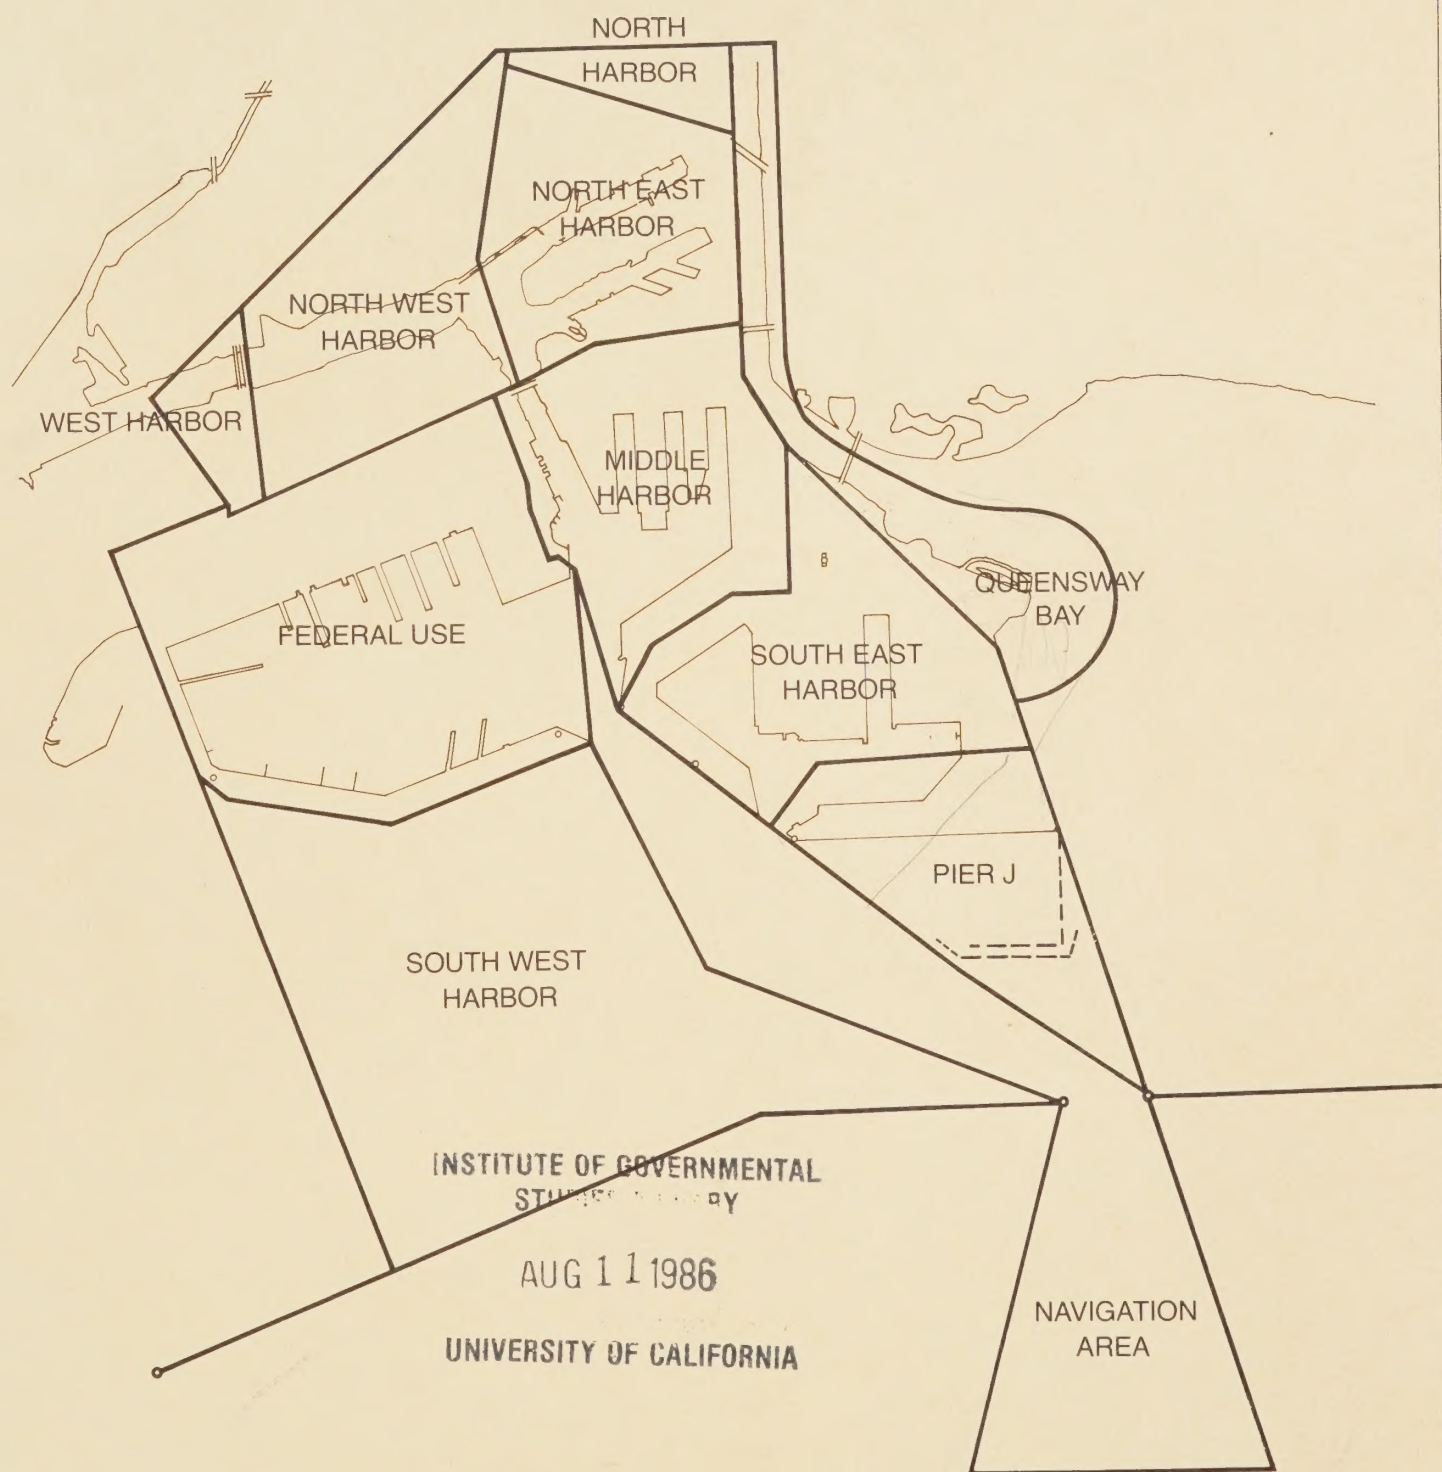 NORTH
HARBOR
NORTH EAST
HARBOR
NORTH WEST
HARBOR
WEST HARBOR
MIDDLE
HARBOR
QUEENSWAY
BAY
FEDERAL USE
SOUTH EAST
HARBOR
PIER J
SOUTH WEST
HARBOR
INSTITUTE OF GOVERNMENTAL
AUG 11 1986
UNIVERSITY OF CALIFORNIA
NAVIGATION
AREA